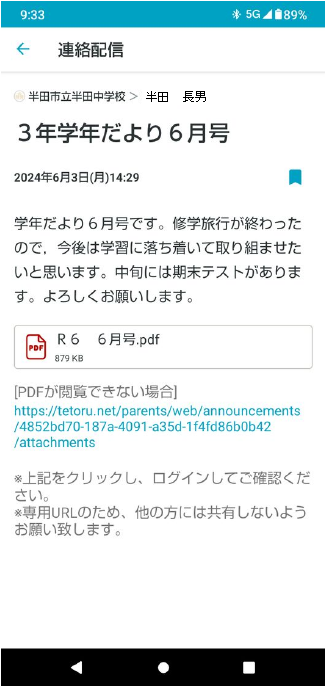 9:33 5G 89%
連絡配信
半田市立半田中学校 > 半田 長男
３年学年だより６月号
2024年6月3日(月)14:29
学年だより６月号です。修学旅行が終わった
ので，今後は学習に落ち着いて取り組ませた
いと思います。中旬には期末テストがありま
す。よろしくお願いします。
PDF Ｒ６　６月号.pdf
879 KB
[PDFが閲覧できない場合]
https://tetoru.net/parents/web/announcements
/4852bd70-187a-4091-a35d-1f4fd86b0b42
/attachments
※上記をクリックし、ログインしてご確認くだ
さい。
※専用URLのため、他の方には共有しないよう
お願い致します。